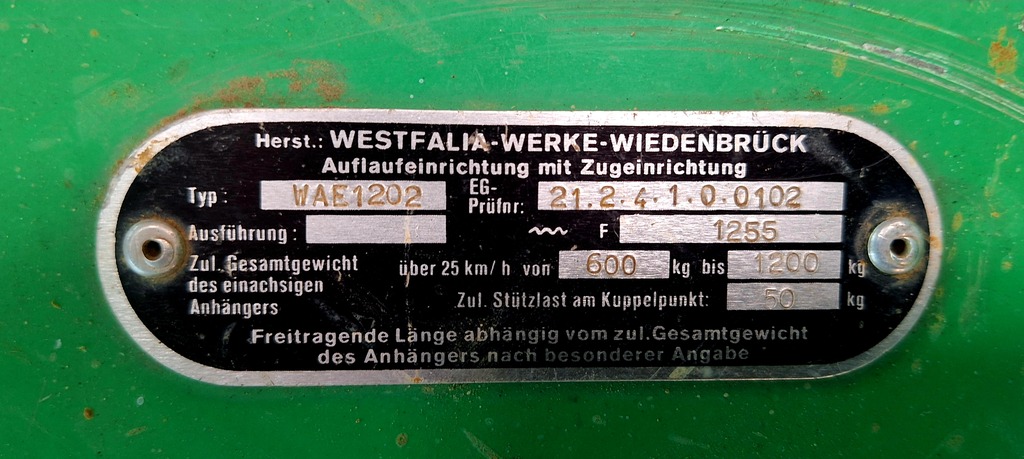 Herst.: WESTFALIA-WERKE-WIEDENBRÜCK
Auflaufeinrichtung mit Zugeinrichtung
Typ: WAE1202 EG-Prüfnr: 21.2.4.1.0.0102
Ausführung: F 1255
Zul. Gesamtgewicht des einachsigen Anhängers über 25 km/h von 600 kg bis 1200 kg
Zul. Stützlast am Kuppelpunkt: 50 kg
Freitragende Länge abhängig vom zul. Gesamtgewicht
des Anhängers nach besonderer Angabe